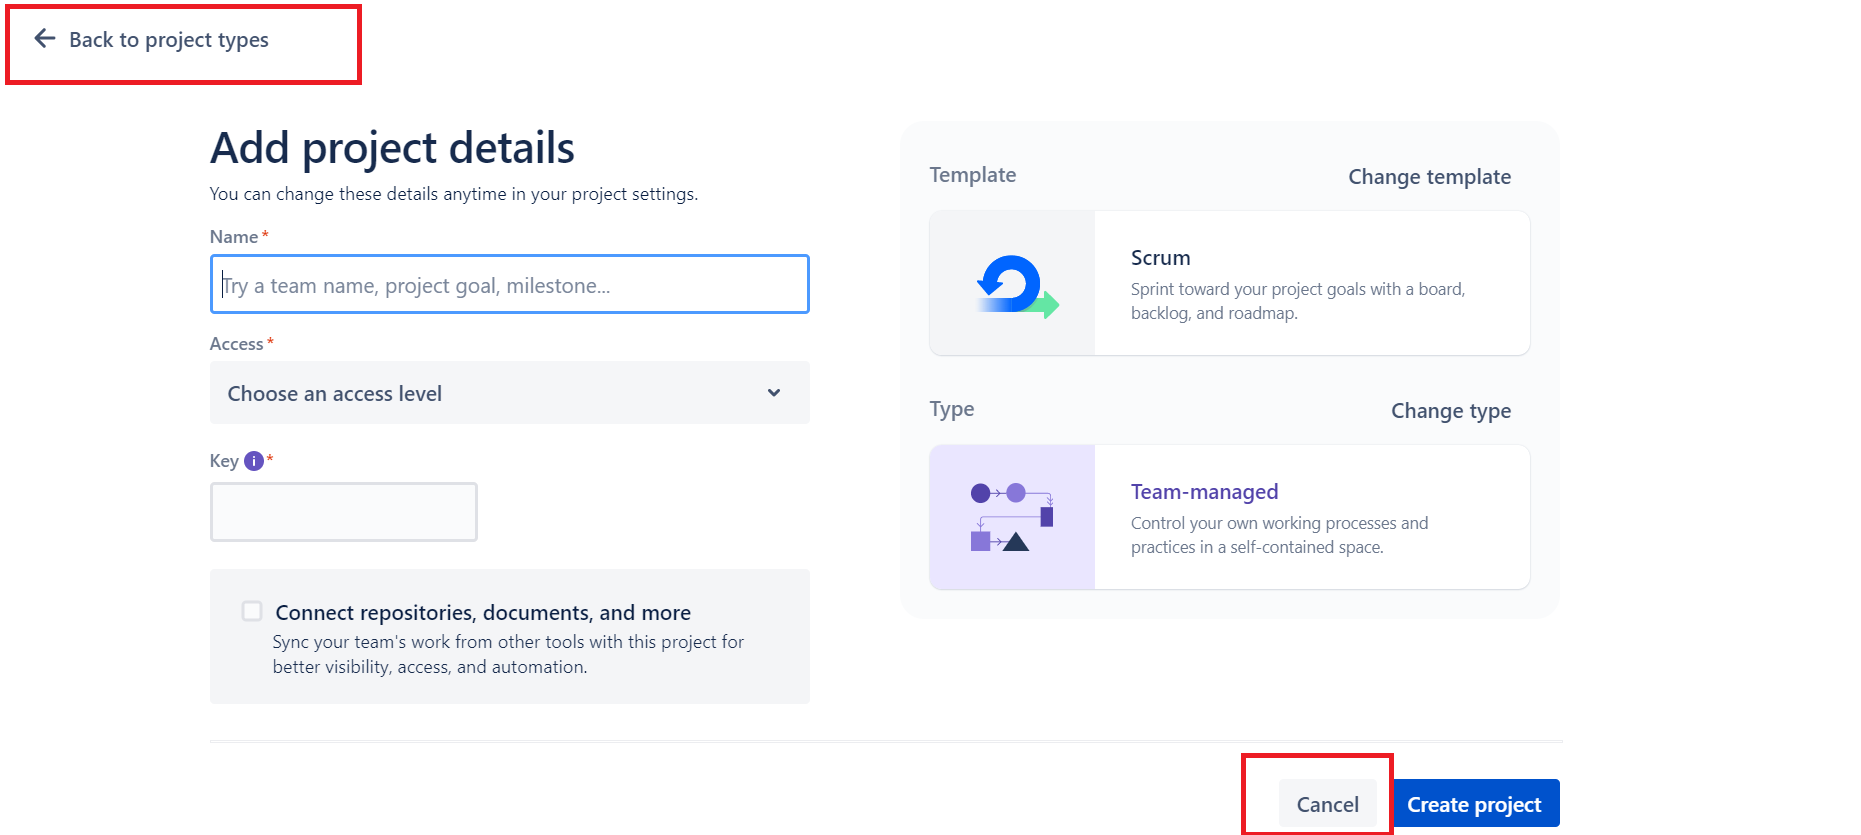 Back to project types
Add project details
You can change these details anytime in your project settings.
Name *
Try a team name, project goal, milestone...
Access *
Choose an access level
Key i *
Connect repositories, documents, and more
Sync your team's work from other tools with this project for
better visibility, access, and automation.
Template
Change template
Scrum
Sprint toward your project goals with a board,
backlog, and roadmap.
Type
Change type
Team-managed
Control your own working processes and
practices in a self-contained space.
Cancel
Create project